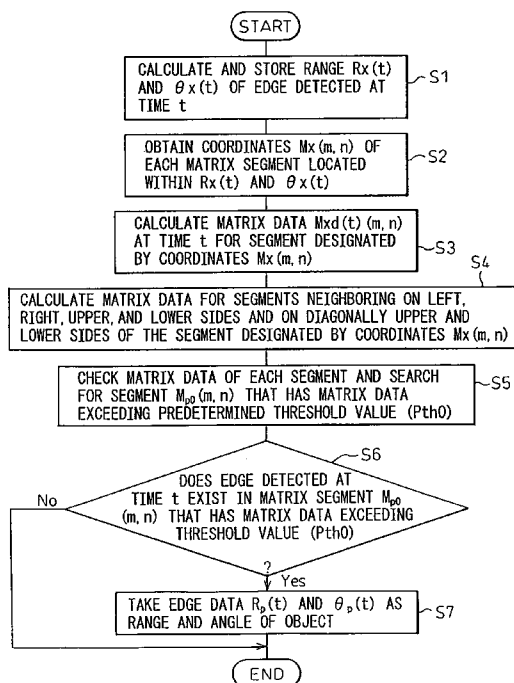 START
CALCULATE AND STORE RANGE Rx(t)
AND θx(t) OF EDGE DETECTED AT
TIME t
S1
OBTAIN COORDINATES Mx(m,n) OF
EACH MATRIX SEGMENT LOCATED
WITHIN Rx(t) AND θx(t)
S2
CALCULATE MATRIX DATA Mxd(t)(m,n)
AT TIME t FOR SEGMENT DESIGNATED
BY COORDINATES Mx(m,n)
S3
S4
CALCULATE MATRIX DATA FOR SEGMENTS NEIGHBORING ON LEFT,
RIGHT, UPPER, AND LOWER SIDES AND ON DIAGONALLY UPPER AND
LOWER SIDES OF THE SEGMENT DESIGNATED BY COORDINATES Mx(m,n)
CHECK MATRIX DATA OF EACH SEGMENT AND SEARCH
FOR SEGMENT Mp0(m,n) THAT HAS MATRIX DATA
EXCEEDING PREDETERMINED THRESHOLD VALUE (Pth0)
S5
S6
No
DOES EDGE DETECTED AT
TIME t EXIST IN MATRIX SEGMENT Mp0
(m,n) THAT HAS MATRIX DATA EXCEEDING
THRESHOLD VALUE (Pth0)
?
Yes
TAKE EDGE DATA Rp(t) AND θp(t) AS
RANGE AND ANGLE OF OBJECT
S7
END